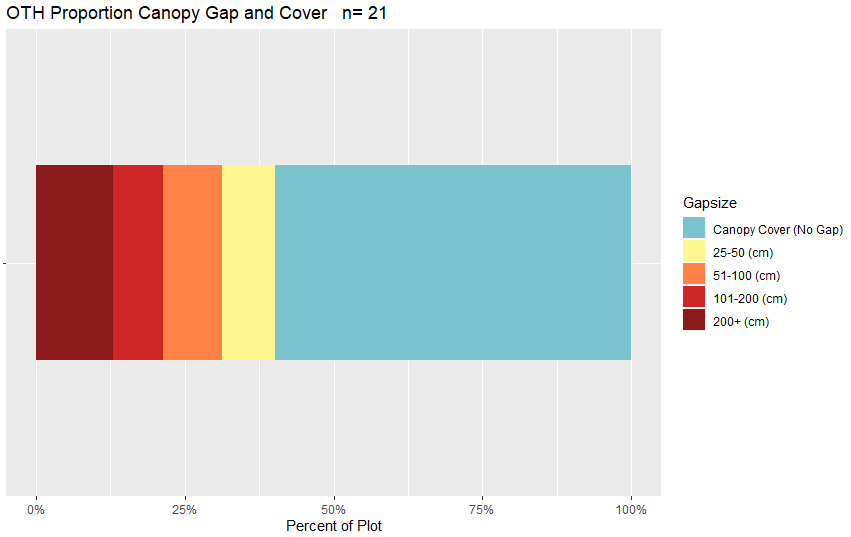 OTH Proportion Canopy Gap and Cover   n= 21
Gapsize
Canopy Cover (No Gap)
25-50 (cm)
51-100 (cm)
101-200 (cm)
200+ (cm)
0% 25% 50% 75% 100%
Percent of Plot